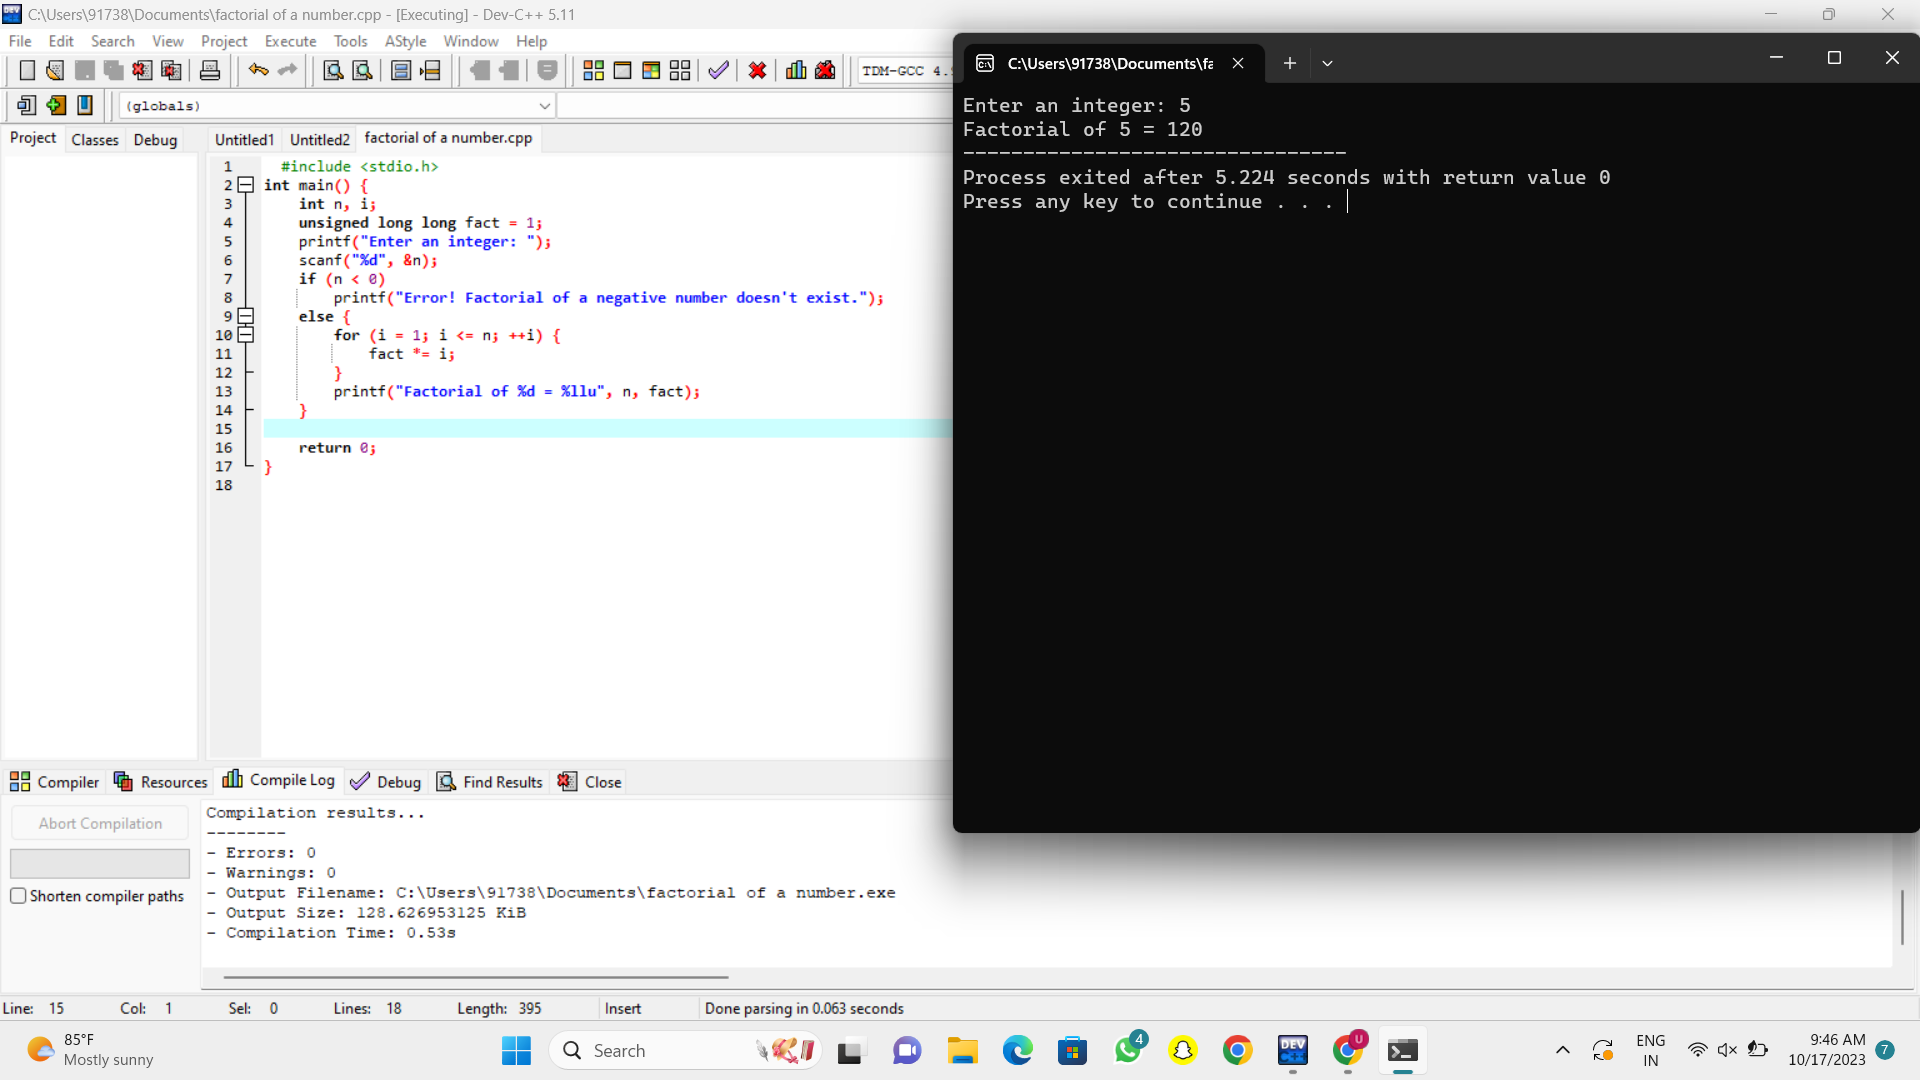 C:\Users\91738\Documents\factorial of a number.cpp - [Executing] - Dev-C++ 5.11
File Edit Search View Project Execute Tools AStyle Window Help
TDM-GCC 4.
(globals)
Project Classes Debug
Untitled1 Untitled2 factorial of a number.cpp
1 #include <stdio.h>
2 int main() {
3 int n, i;
4 unsigned long long fact = 1;
5 printf("Enter an integer: ");
6 scanf("%d", &n);
7 if (n < 0)
8 printf("Error! Factorial of a negative number doesn't exist.");
9 else {
10 for (i = 1; i <= n; ++i) {
11 fact *= i;
12 }
13 printf("Factorial of %d = %llu", n, fact);
14 }
15
16 return 0;
17 }
18
C:\Users\91738\Documents\fa
Enter an integer: 5
Factorial of 5 = 120
--------------------------------
Process exited after 5.224 seconds with return value 0
Press any key to continue . . .
Compiler Resources Compile Log Debug Find Results Close
Abort Compilation
Shorten compiler paths
Compilation results...
--------
- Errors: 0
- Warnings: 0
- Output Filename: C:\Users\91738\Documents\factorial of a number.exe
- Output Size: 128.626953125 KiB
- Compilation Time: 0.53s
Line: 15 Col: 1 Sel: 0 Lines: 18 Length: 395 Insert Done parsing in 0.063 seconds
85°F
Mostly sunny
Search
4
DEV C++
U
ENG
IN
9:46 AM
10/17/2023
7